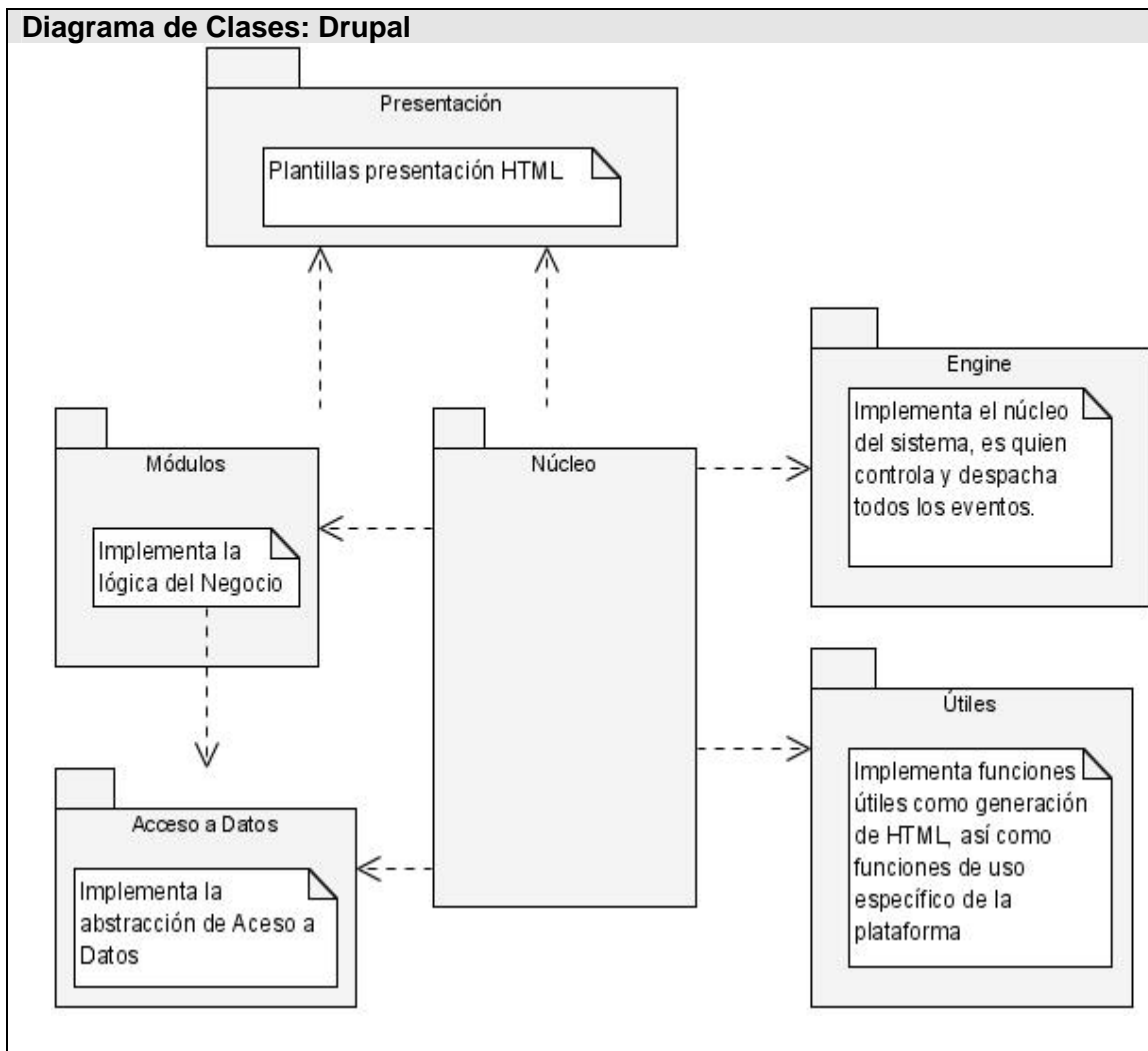 Diagrama de Clases: Drupal
Presentación
Plantillas presentación HTML
Engine
Implementa el núcleo
del sistema, es quien
controla y despacha
todos los eventos.
Módulos
Implementa la
lógica del Negocio
Núcleo
Útiles
Implementa funciones
útiles como generación
de HTML, así como
funciones de uso
específico de la
plataforma
Acceso a Datos
Implementa la
abstracción de Aceso a
Datos